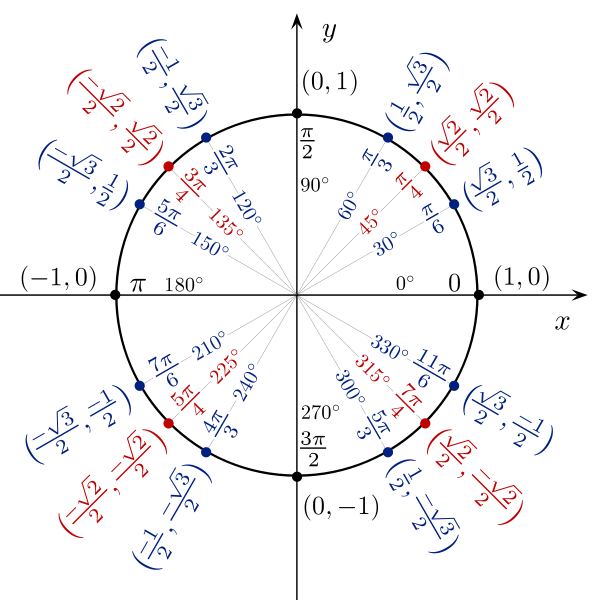 y
(0, 1)
π/2
90°
(1/2, √3/2)
π/3
60°
(√2/2, √2/2)
π/4
45°
(√3/2, 1/2)
π/6
30°
(−1/2, √3/2)
2π/3
120°
(−√2/2, √2/2)
3π/4
135°
(−√3/2, 1/2)
5π/6
150°
(−1, 0)
π
180°
0°
0
(1, 0)
x
7π/6
210°
(−√3/2, −1/2)
5π/4
225°
(−√2/2, −√2/2)
4π/3
240°
(−1/2, −√3/2)
270°
3π/2
(0, −1)
300°
5π/3
(1/2, −√3/2)
315°
7π/4
(√2/2, −√2/2)
330°
11π/6
(√3/2, −1/2)